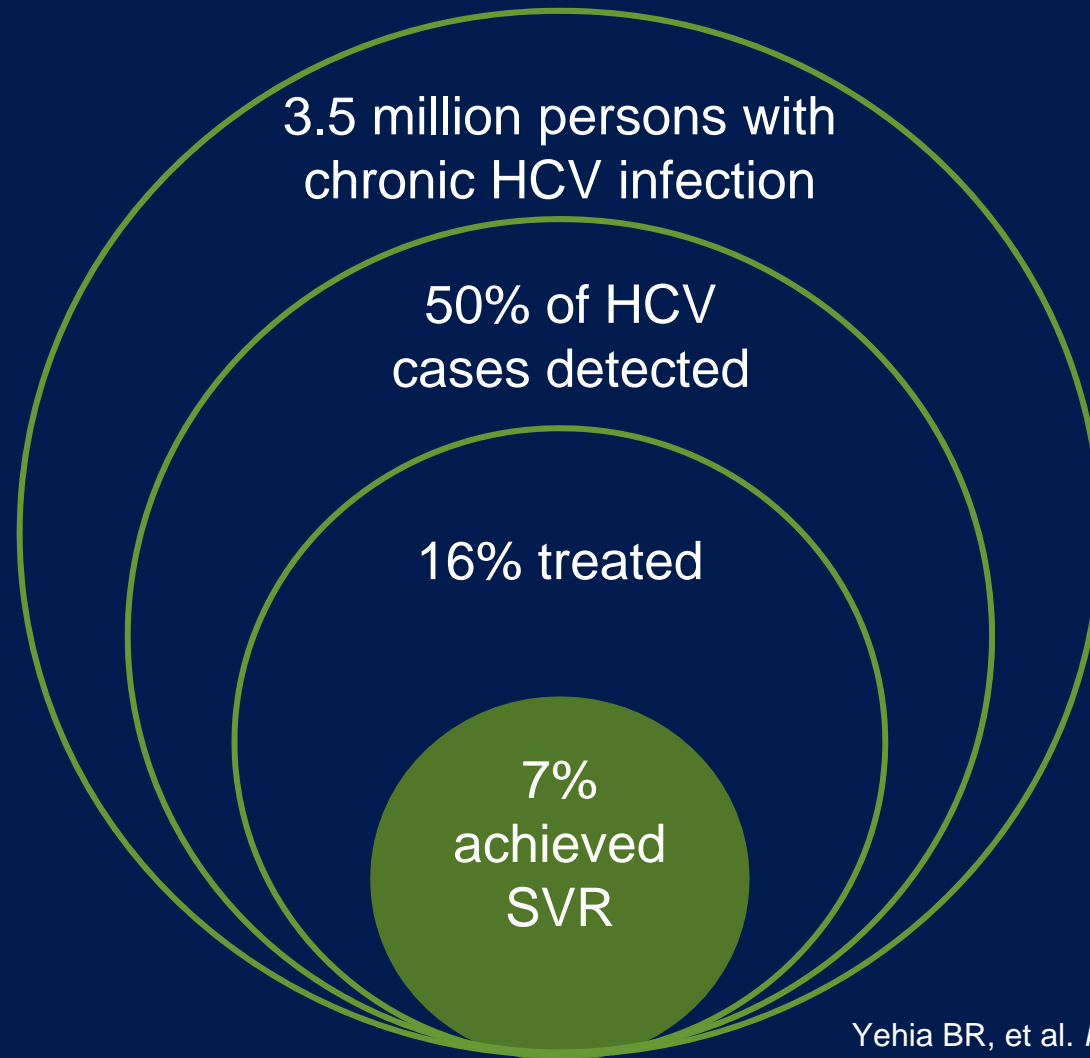 3.5 million persons with
chronic HCV infection
50% of HCV
cases detected
16% treated
7%
achieved
SVR
Yehia BR, et al.